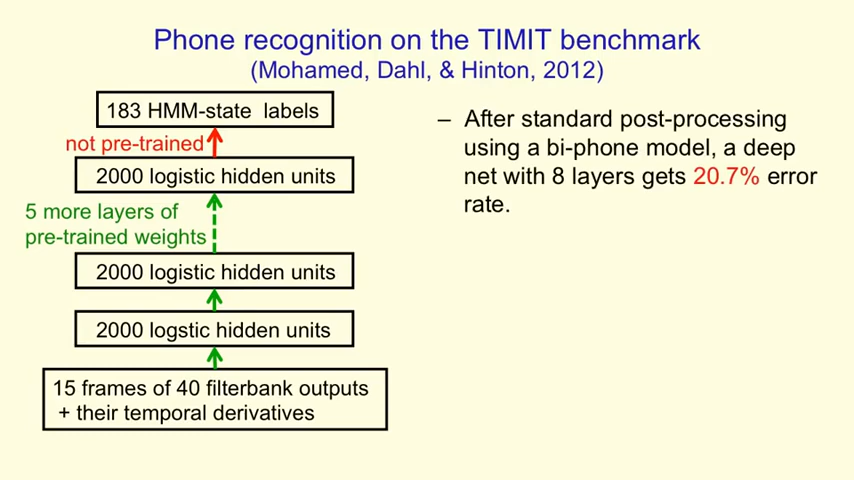 Phone recognition on the TIMIT benchmark
(Mohamed, Dahl, & Hinton, 2012)
183 HMM-state labels
not pre-trained
2000 logistic hidden units
5 more layers of
pre-trained weights
2000 logistic hidden units
2000 logstic hidden units
15 frames of 40 filterbank outputs
+ their temporal derivatives
– After standard post-processing
using a bi-phone model, a deep
net with 8 layers gets 20.7% error
rate.